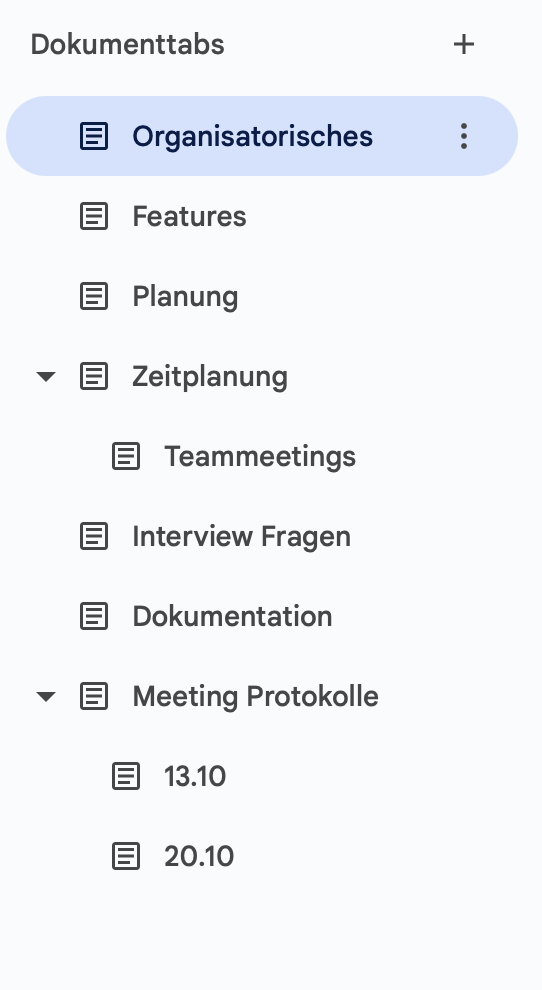 Dokumenttabs
Organisatorisches
Features
Planung
Zeitplanung
Teammeetings
Interview Fragen
Dokumentation
Meeting Protokolle
13.10
20.10